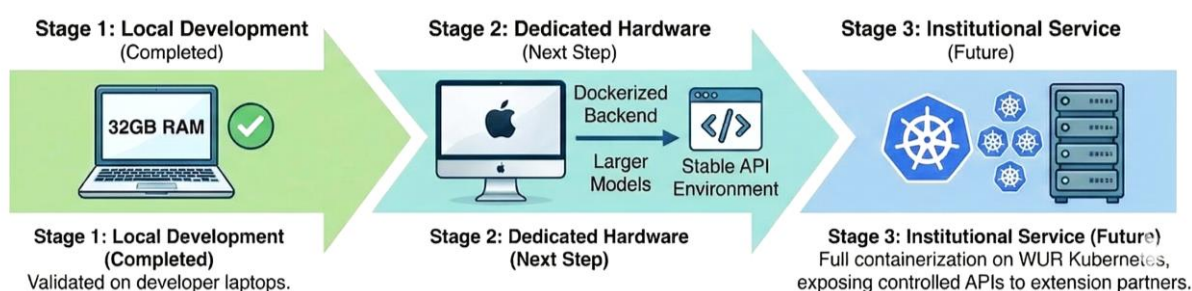 Stage 1: Local Development
(Completed)
32GB RAM
Stage 1: Local Development
(Completed)
Validated on developer laptops.
Stage 2: Dedicated Hardware
(Next Step)
Dockerized
Backend
Larger
Models
Stable API
Environment
Stage 2: Dedicated Hardware
(Next Step)
Stage 3: Institutional Service
(Future)
Stage 3: Institutional Service (Future)
Full containerization on WUR Kubernetes,
exposing controlled APIs to extension partners.